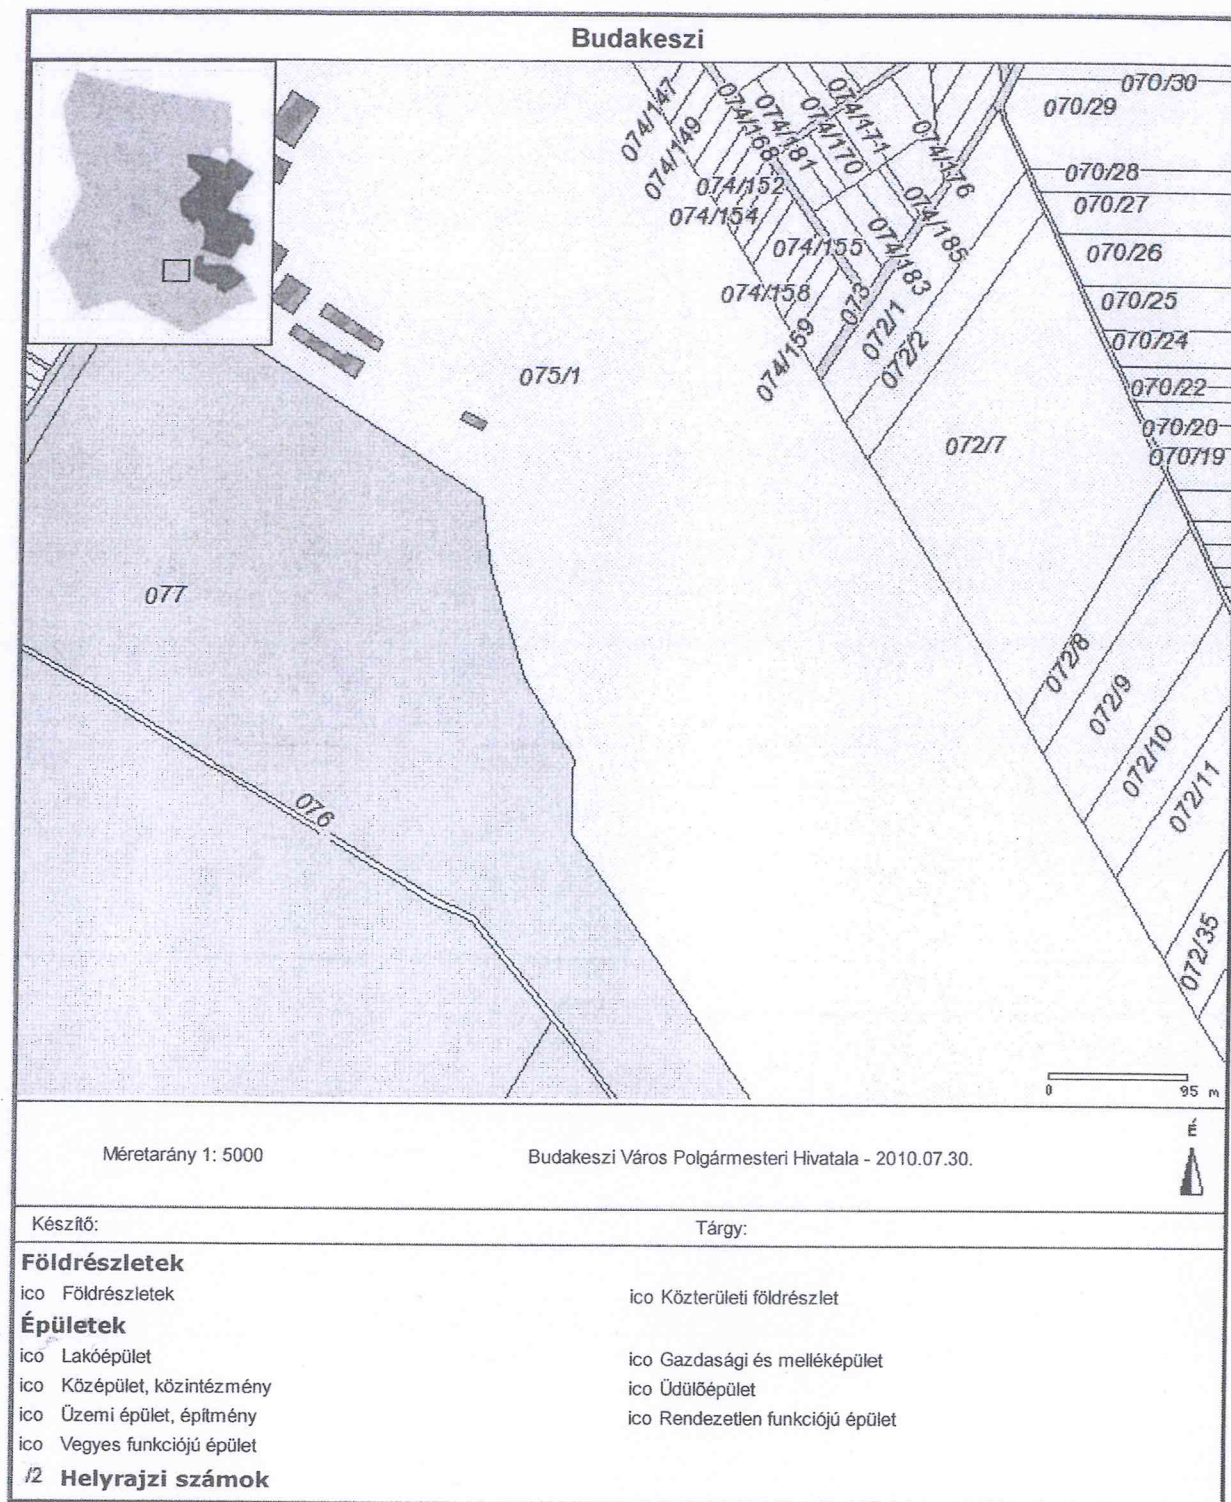 Budakeszi
074/147
074/149
074/168
074/181
074/170
074/171
074/176
070/30
070/29
070/28
070/27
070/26
070/25
070/24
070/22
070/20
070/19
074/152
074/154
074/155
074/158
074/159
074/183
074/185
073
072/1
072/2
075/1
072/7
077
072/8
072/9
072/10
072/11
072/35
076
0 95 m
É
Méretarány 1: 5000 Budakeszi Város Polgármesteri Hivatala - 2010.07.30.
Készítő: Tárgy:
Földrészletek
ico Földrészletek ico Közterületi földrészlet
Épületek
ico Lakóépület ico Gazdasági és melléképület
ico Középület, közintézmény ico Üdülőépület
ico Üzemi épület, építmény ico Rendezetlen funkciójú épület
ico Vegyes funkciójú épület
/2 Helyrajzi számok